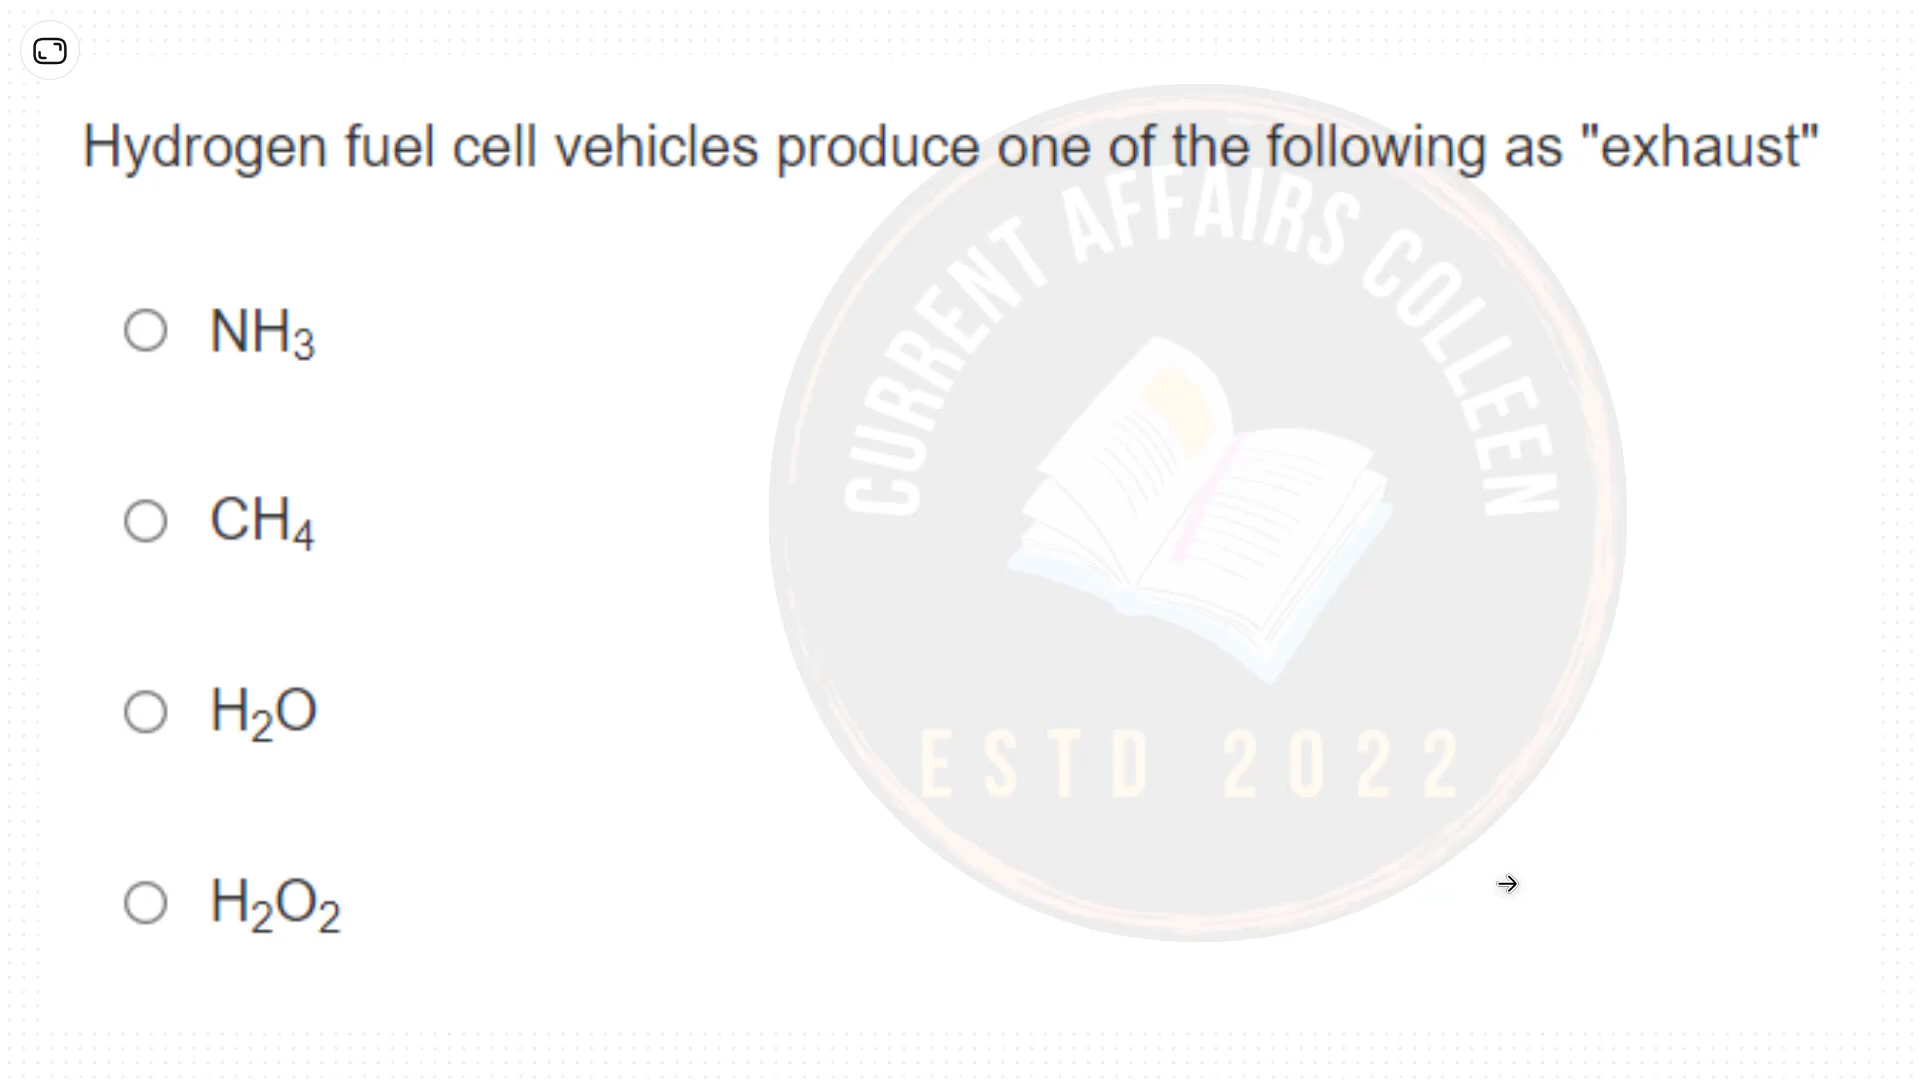 Hydrogen fuel cell vehicles produce one of the following as "exhaust"
CURRENT AFFAIRS COLLEEN
NH₃
CH₄
H₂O
ESTD 2022
H₂O₂